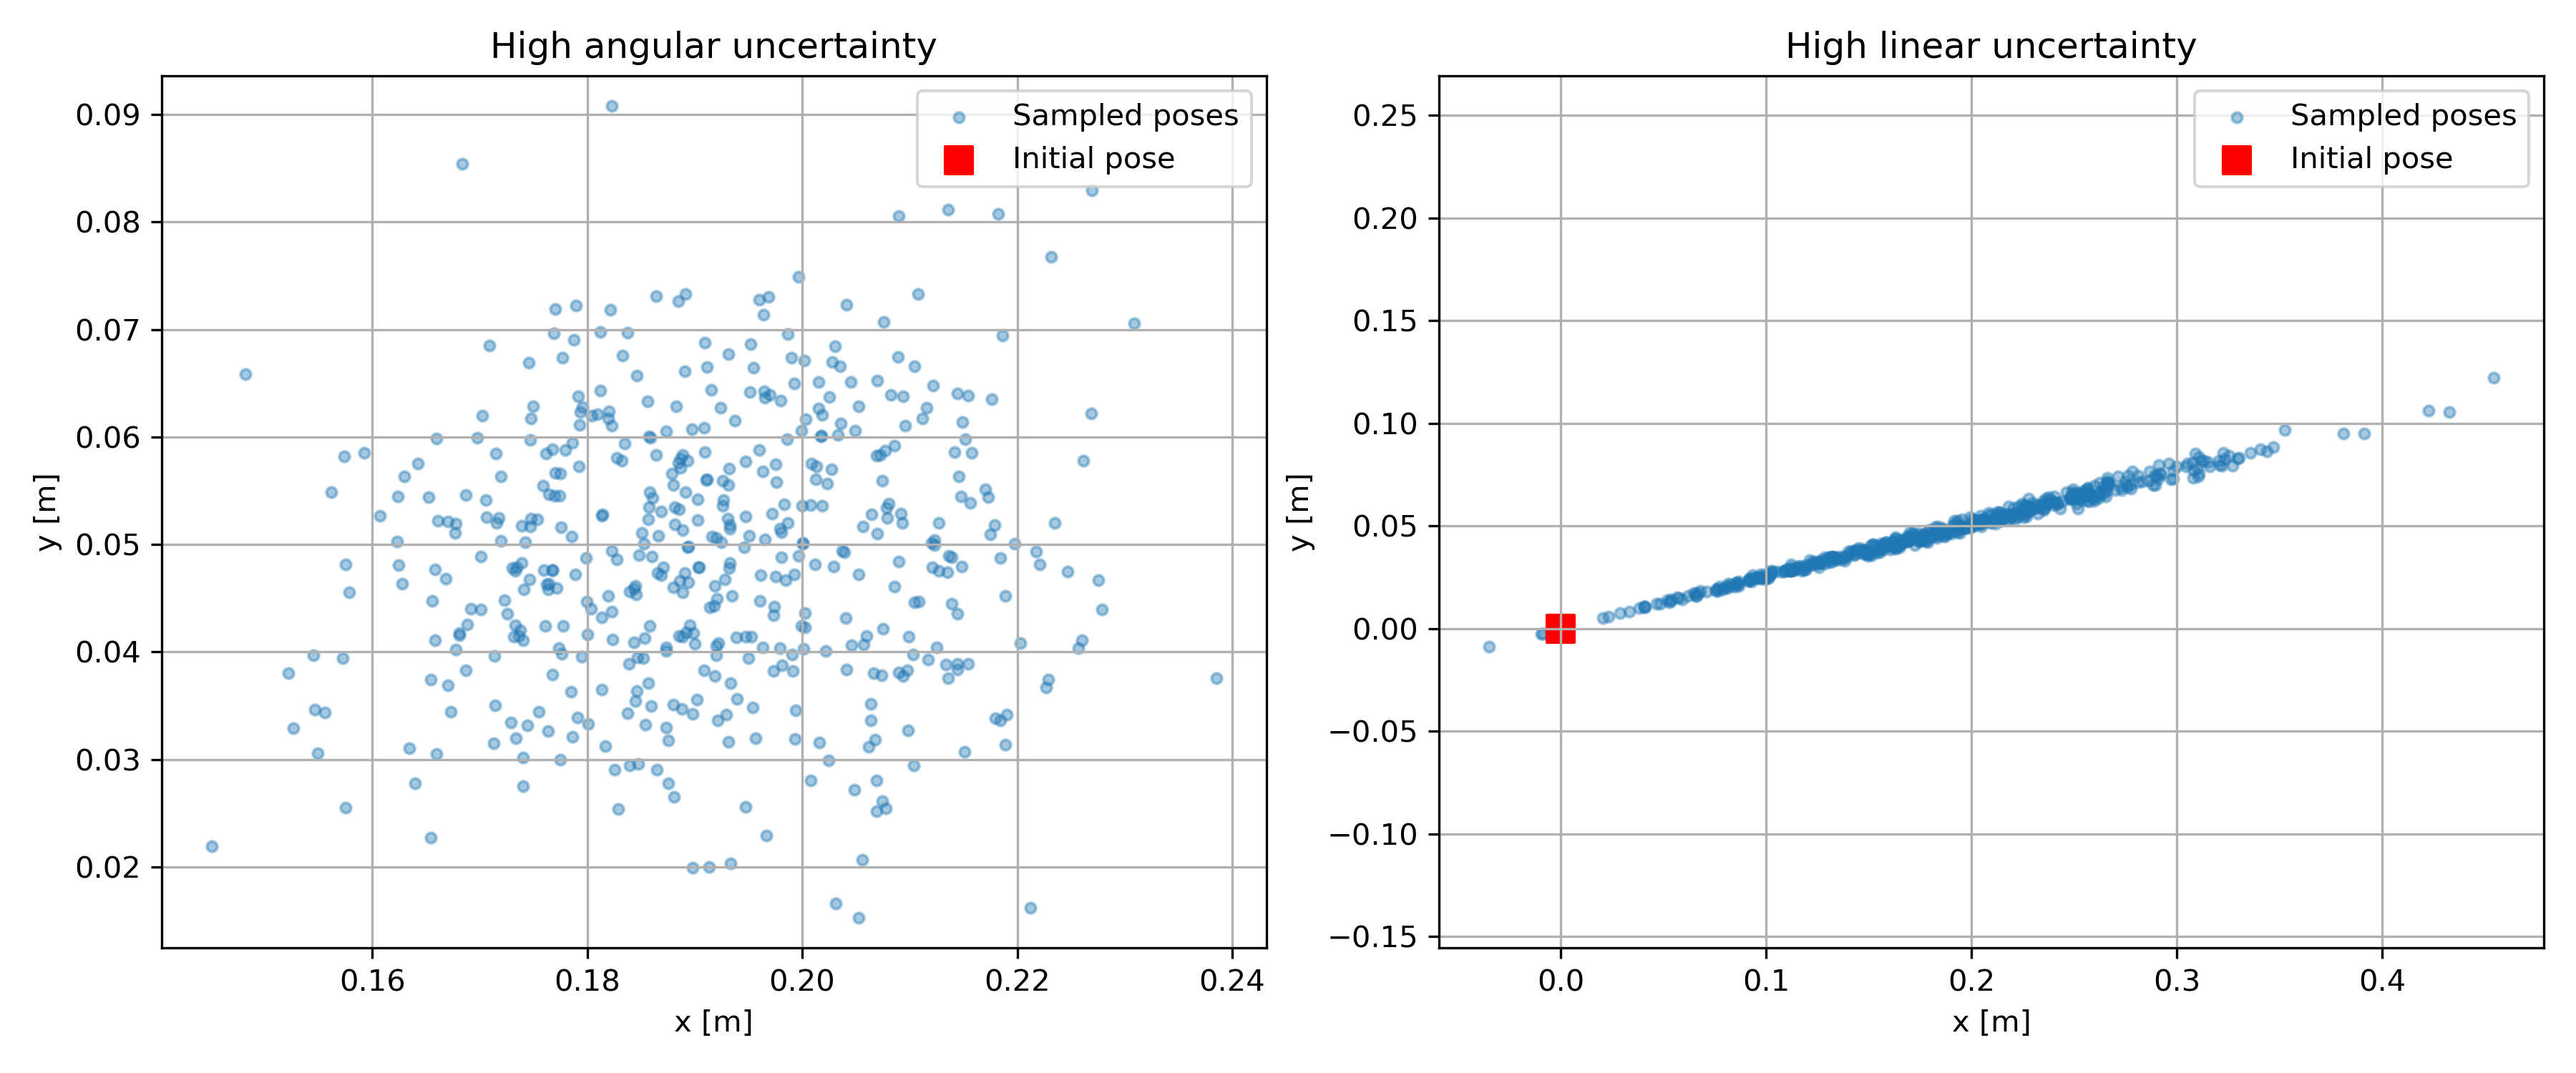 High angular uncertainty
Sampled poses
Initial pose
0.09
0.08
0.07
0.06
0.05
0.04
0.03
0.02
y [m]
0.16
0.18
0.20
0.22
0.24
x [m]
High linear uncertainty
Sampled poses
Initial pose
0.25
0.20
0.15
0.10
0.05
0.00
−0.05
−0.10
−0.15
y [m]
0.0
0.1
0.2
0.3
0.4
x [m]